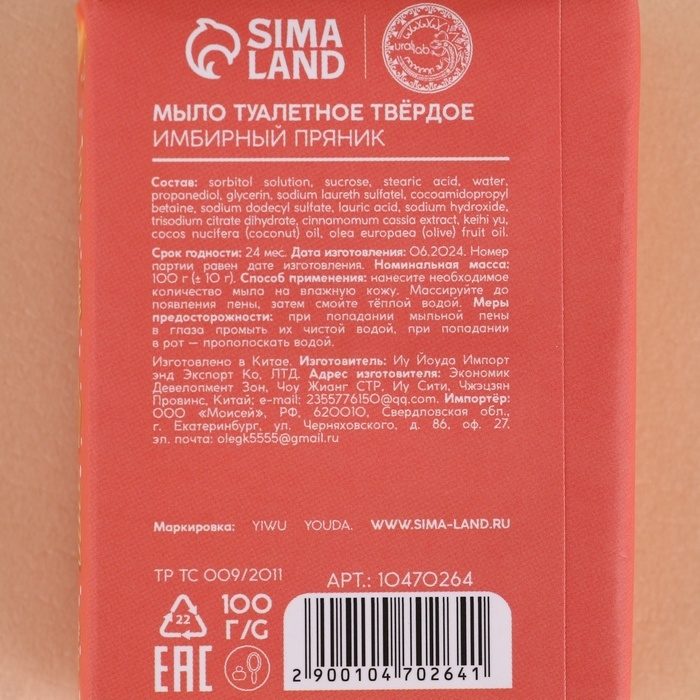 SIMA
LAND
ural lab
МЫЛО ТУАЛЕТНОЕ ТВЁРДОЕ
ИМБИРНЫЙ ПРЯНИК
Состав: sorbitol solution, sucrose, stearic acid, water,
propanediol, glycerin, sodium laureth sulfatel, cocoamidopropyl
betaine, sodium dodecyl sulfate, lauric acid, sodium hydroxide,
trisodium citrate dihydrate, cinnamomum cassia extract, keihi yu,
cocos nucifera (coconut) oil, olea europaea (olive) fruit oil.
Срок годности: 24 мес. Дата изготовления: 06.2024. Номер
партии равен дате изготовления. Номинальная масса:
100 г (± 10 г). Способ применения: нанесите необходимое
количество мыла на влажную кожу. Массируйте до
появления пены, затем смойте тёплой водой. Меры
предосторожности: при попадании мыльной пены
в глаза промыть их чистой водой, при попадании
в рот — прополоскать водой.
Изготовлено в Китае. Изготовитель: Иу Йоуда Импорт
энд Экспорт Ко, ЛТД. Адрес изготовителя: Экономик
Девелопмент Зон, Чоу Жианг СТР, Иу Сити, Чжэцзян
Провинс, Китай; e-mail: 2355776150@qq.com. Импортёр:
ООО «Моисей», РФ, 620010, Свердловская обл.,
г. Екатеринбург, ул. Черняховского, д. 86, оф. 27,
эл. почта: olegk5555@gmail.ru
Маркировка: YIWU YOUDA. WWW.SIMA-LAND.RU
ТР ТС 009/2011
АРТ.: 10470264
22
100
Г/G
EAC
2 900104 702641